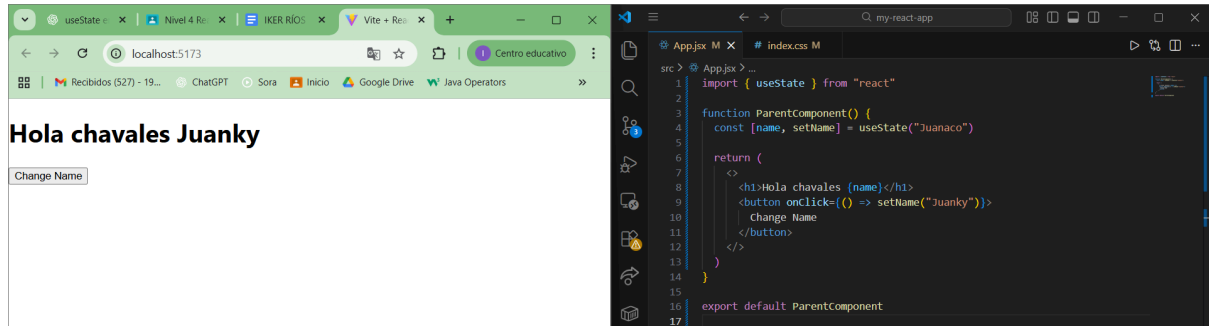 useState e
Nivel 4 Re
IKER RÍOS
Vite + Rea
localhost:5173
Centro educativo
Recibidos (527) - 19...
ChatGPT
Sora
Inicio
Google Drive
Java Operators
Hola chavales Juanky
Change Name
my-react-app
App.jsx M
# index.css M
src > App.jsx > ...
1 import { useState } from "react"
2
3 function ParentComponent() {
4 const [name, setName] = useState("Juanaco")
5
6 return (
7 <>
8 <h1>Hola chavales {name}</h1>
9 <button onClick={() => setName("Juanky")}>
10 Change Name
11 </button>
12 </>
13 )
14 }
15
16 export default ParentComponent
17
3